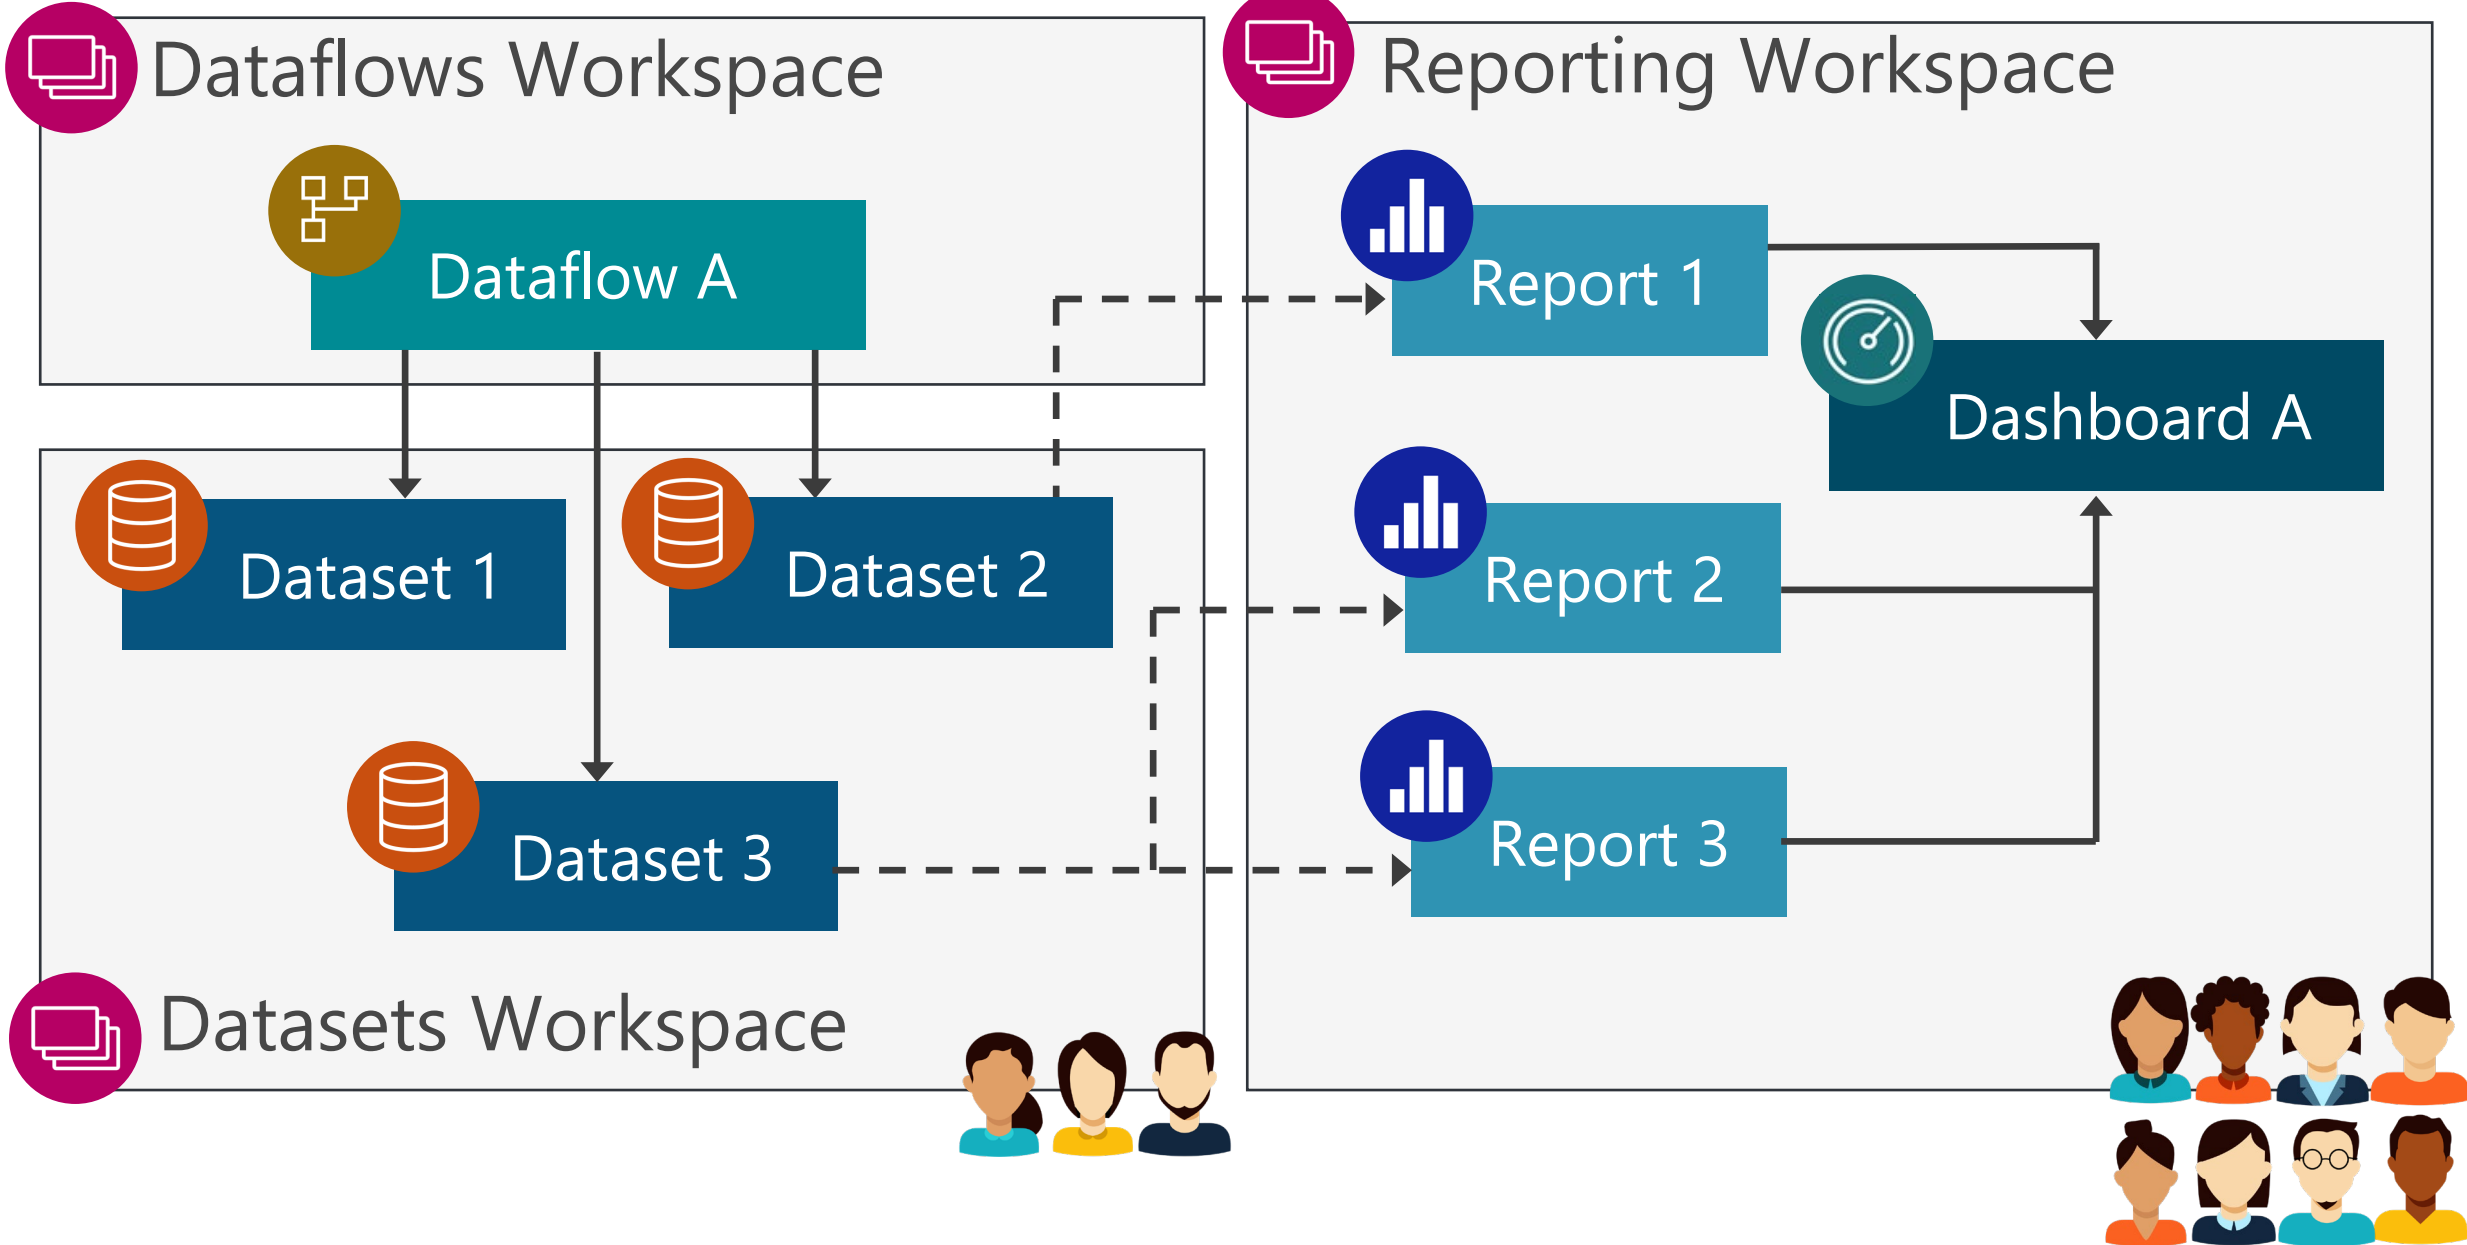 Dataflows Workspace
Dataflow A
Dataset 1
Dataset 2
Dataset 3
Datasets Workspace
Reporting Workspace
Report 1
Dashboard A
Report 2
Report 3